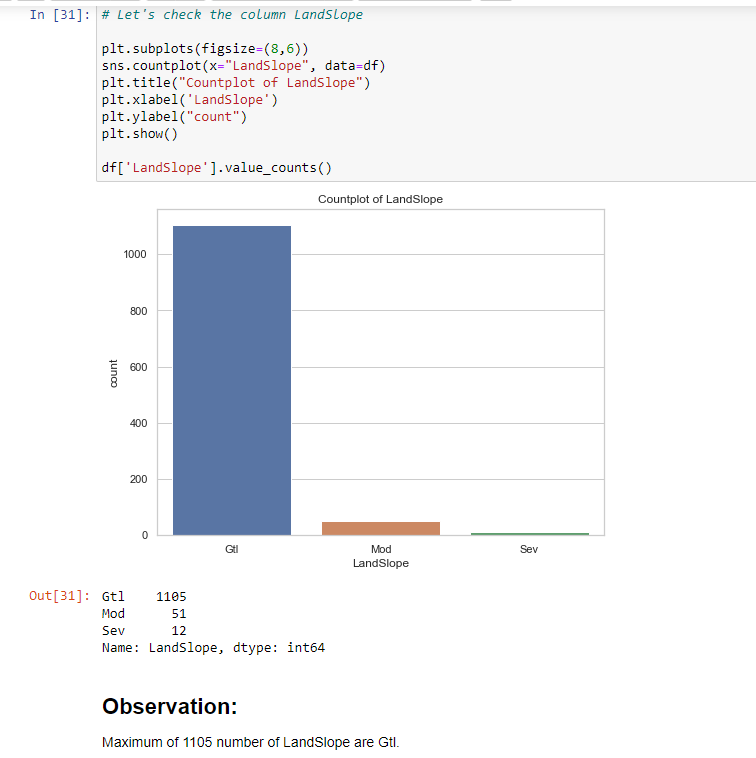 In [31]: # Let's check the column LandSlope
plt.subplots(figsize=(8,6))
sns.countplot(x="LandSlope", data=df)
plt.title("Countplot of LandSlope")
plt.xlabel('LandSlope')
plt.ylabel("count")
plt.show()
df['LandSlope'].value_counts()
Countplot of LandSlope
1000
800
600
400
200
0
count
Gtl Mod Sev
LandSlope
Out[31]: Gtl 1105
Mod 51
Sev 12
Name: LandSlope, dtype: int64
Observation:
Maximum of 1105 number of LandSlope are Gtl.